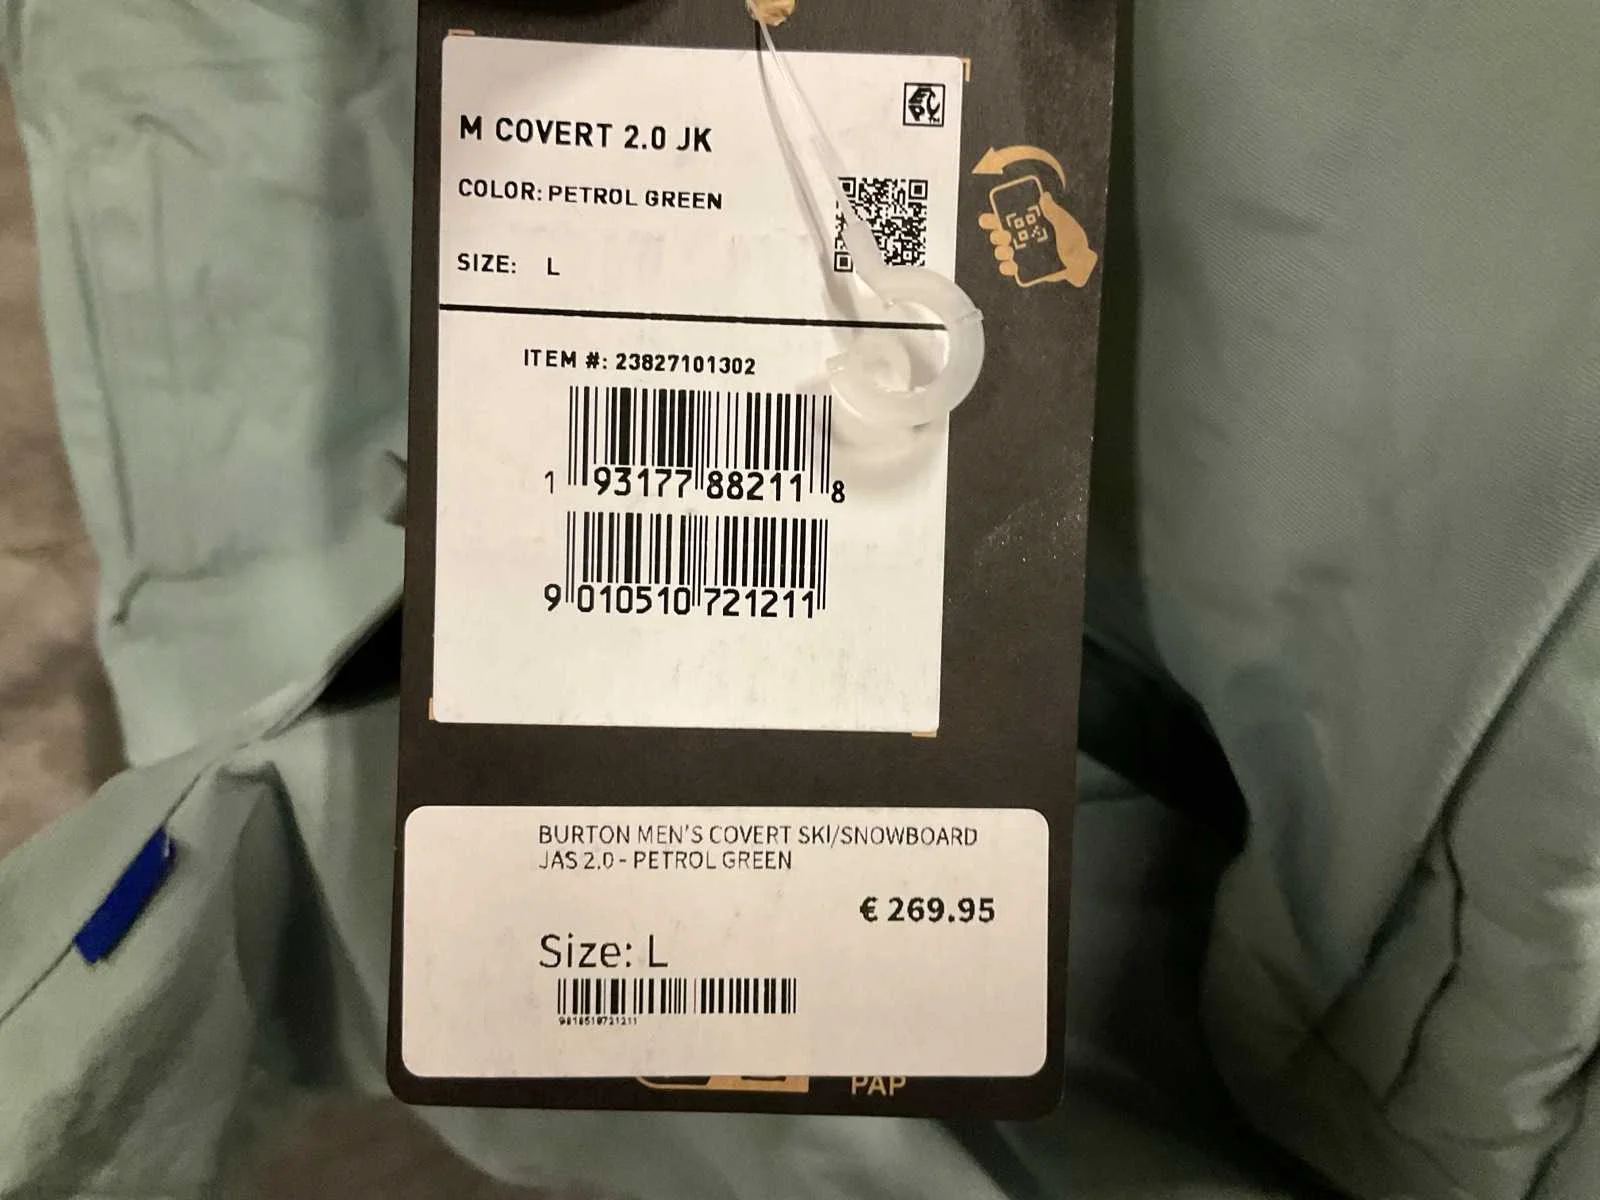 M COVERT 2.0 JK
COLOR: PETROL GREEN
SIZE: L
ITEM #: 23827101302
1 93177 88211 8
9 010510 721211
BURTON MEN'S COVERT SKI/SNOWBOARD
JAS 2.0 - PETROL GREEN
€ 269.95
Size: L
PAP